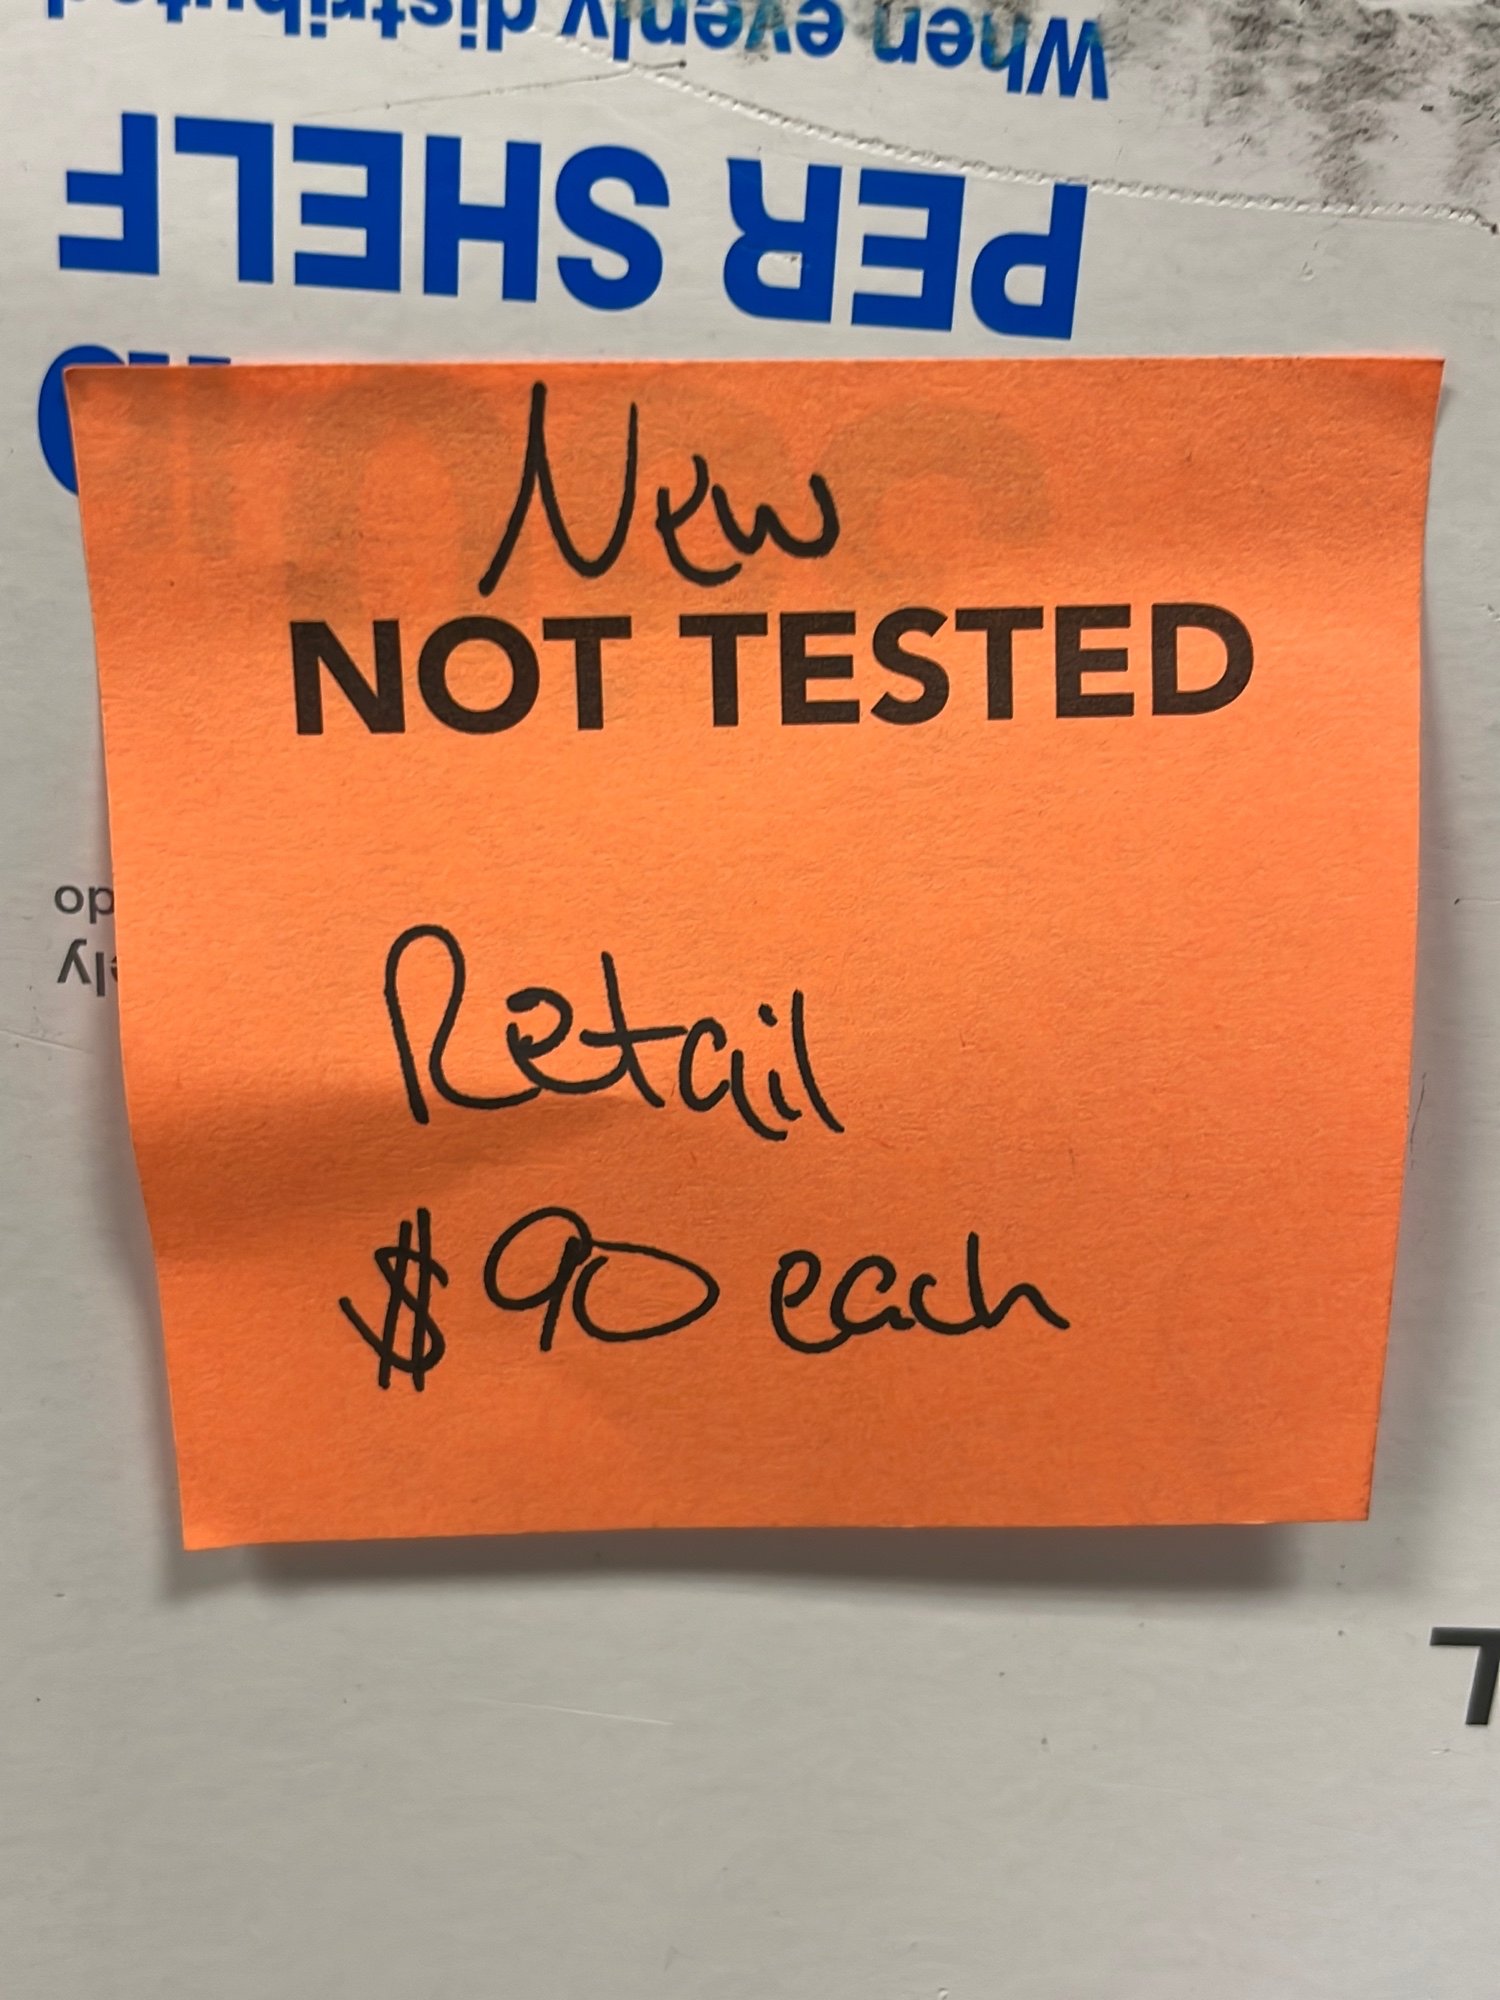 When evenly distributed
PER SHELF
New
NOT TESTED
Retail
$90 each